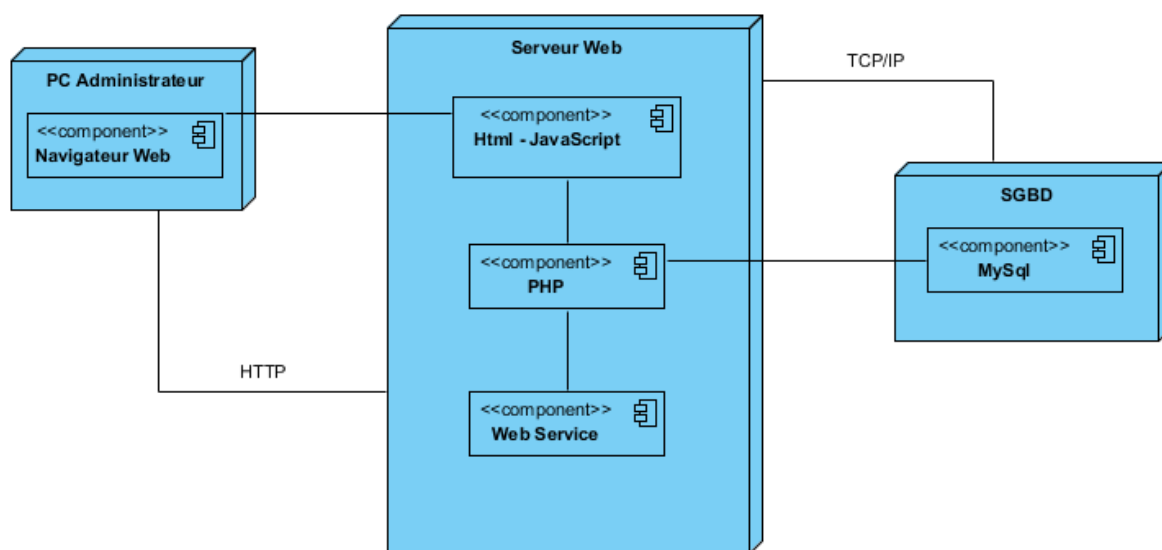 PC Administrateur
<<component>>
Navigateur Web
HTTP
Serveur Web
<<component>>
Html - JavaScript
<<component>>
PHP
<<component>>
Web Service
TCP/IP
SGBD
<<component>>
MySql